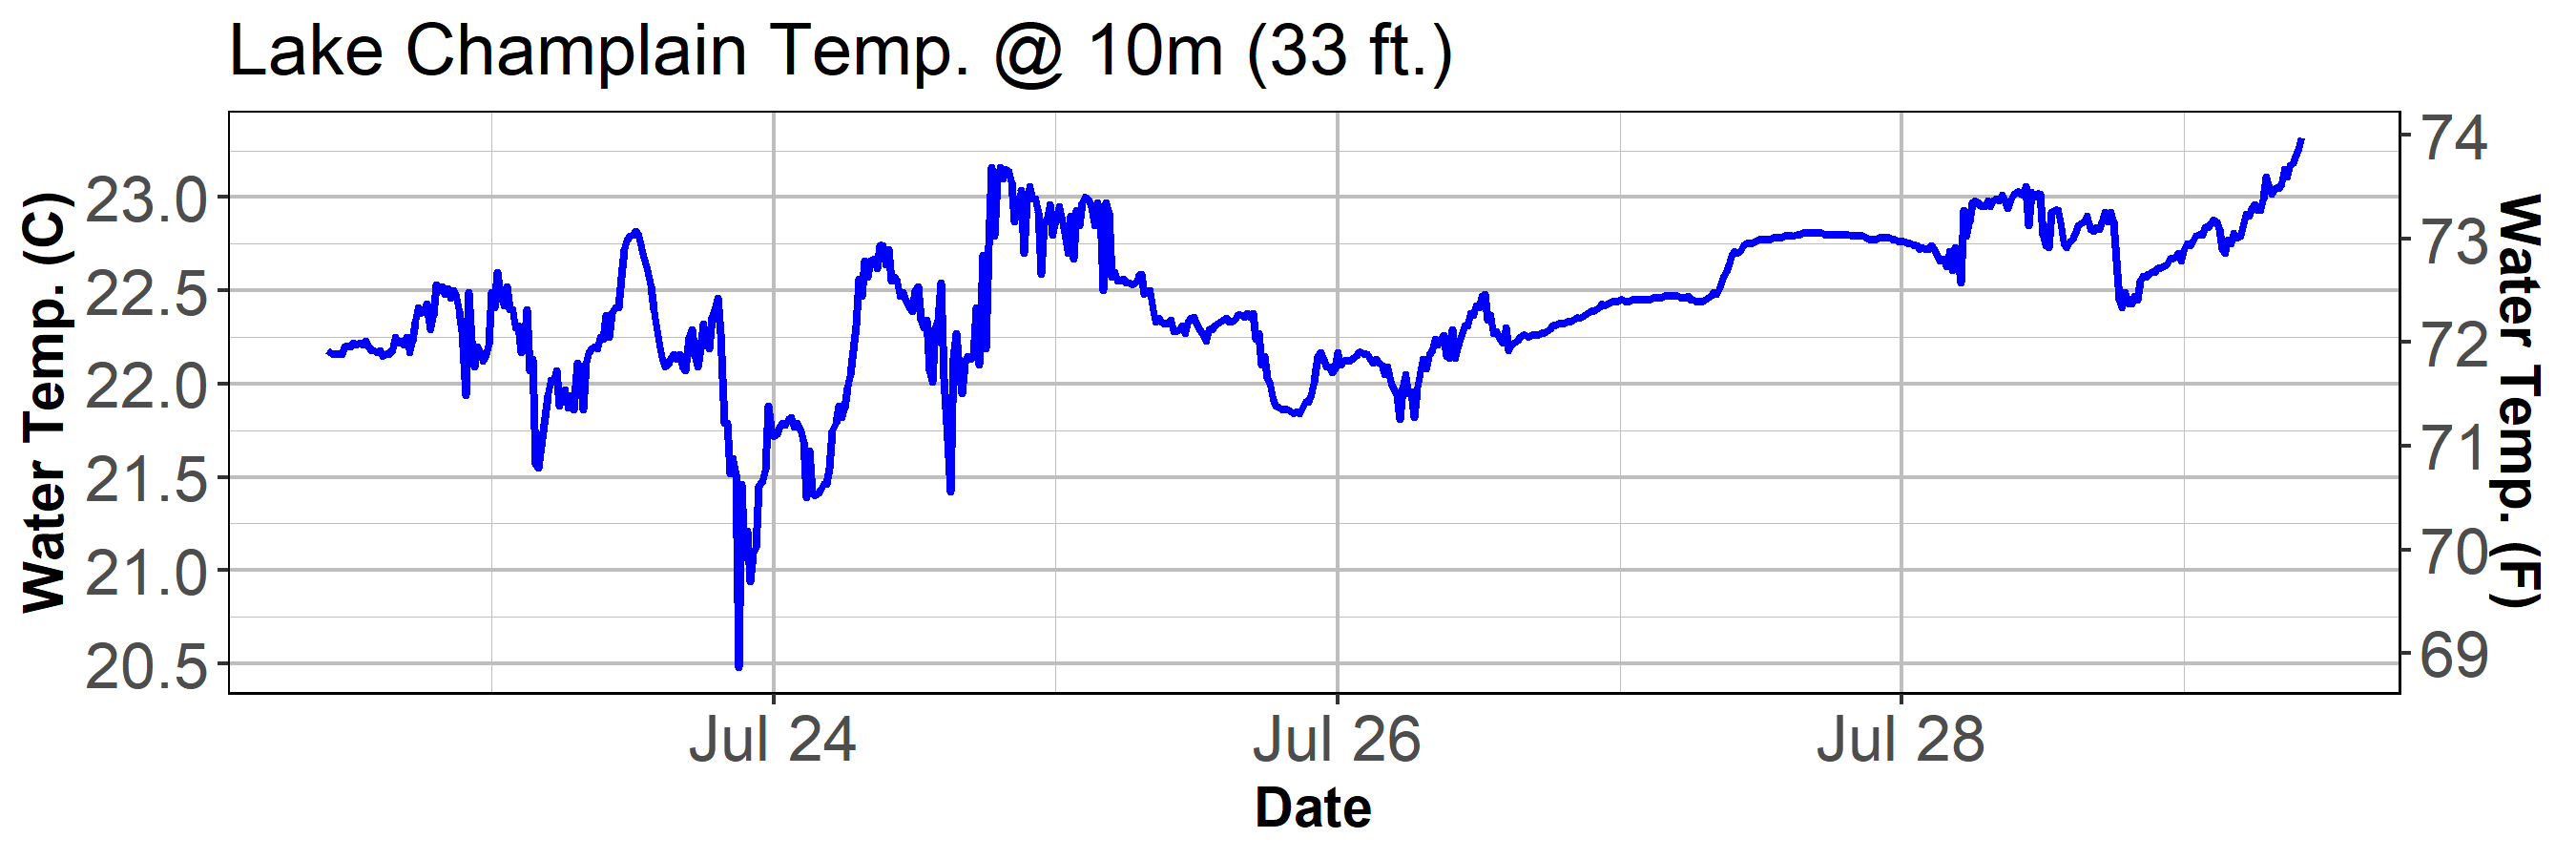 Lake Champlain Temp. @ 10m (33 ft.)
Water Temp. (C)
23.0
22.5
22.0
21.5
21.0
20.5
74
73
72
71
70
69
Water Temp. (F)
Jul 24
Jul 26
Jul 28
Date